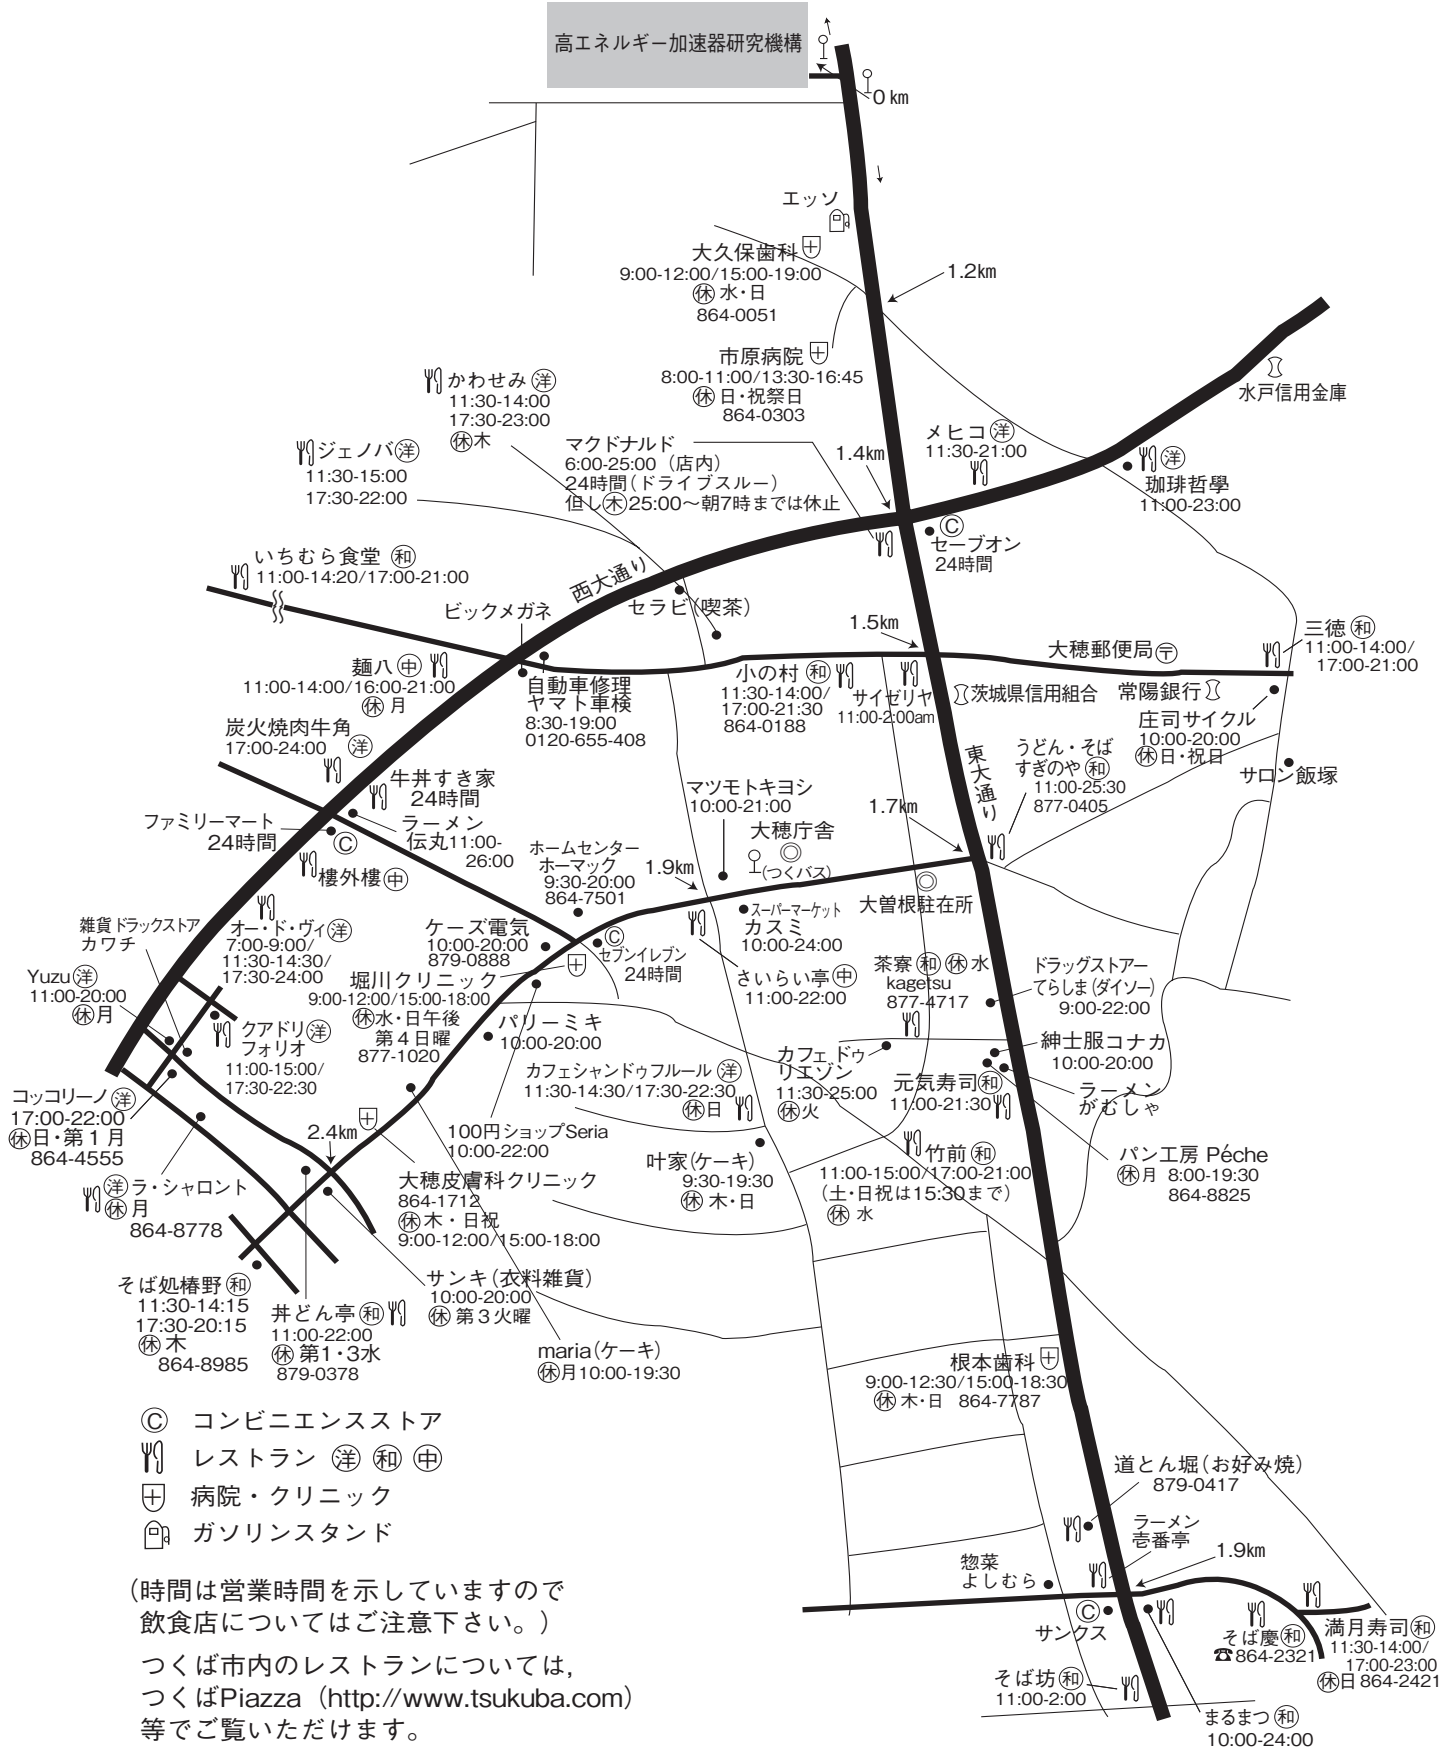 高エネルギー加速器研究機構
0 km
エッソ
大久保歯科
9:00-12:00/15:00-19:00
休 水・日
864-0051
1.2km
市原病院
8:00-11:00/13:30-16:45
休 日・祝祭日
864-0303
水戸信用金庫
かわせみ 洋
11:30-14:00
17:30-23:00
休木
ジェノバ 洋
11:30-15:00
17:30-22:00
マクドナルド
6:00-25:00（店内）
24時間（ドライブスルー）
但し木25:00〜朝7時までは休止
1.4km
メヒコ 洋
11:30-21:00
洋
珈琲哲學
11:00-23:00
C
セーブオン
24時間
いちむら食堂 和
11:00-14:20/17:00-21:00
西大通り
ビックメガネ
セラビ（喫茶）
1.5km
大穂郵便局
三徳 和
11:00-14:00/
17:00-21:00
麺八 中
11:00-14:00/16:00-21:00
休 月
自動車修理
ヤマト車検
8:30-19:00
0120-655-408
小の村 和
11:30-14:00/
17:00-21:30
864-0188
サイゼリヤ
11:00-2:00am
茨城県信用組合
常陽銀行
庄司サイクル
10:00-20:00
休日・祝日
サロン飯塚
炭火焼肉牛角
17:00-24:00 洋
牛丼すき家
24時間
東大通り
うどん・そば
すぎのや 和
11:00-25:30
877-0405
マツモトキヨシ
10:00-21:00
1.7km
ファミリーマート
24時間
C
ラーメン
伝丸11:00-
26:00
大穂庁舎
（つくバス）
ホームセンター
ホーマック
9:30-20:00
864-7501
1.9km
樓外樓 中
大曽根駐在所
スーパーマーケット
カスミ
10:00-24:00
雑貨 ドラックストア
カワチ
オー・ド・ヴィ 洋
7:00-9:00/
11:30-14:30/
17:30-24:00
ケーズ電気
10:00-20:00
879-0888
C
セブンイレブン
24時間
さいらい亭 中
11:00-22:00
茶寮 和 休 水
kagetsu
877-4717
ドラッグストアー
てらしま（ダイソー）
9:00-22:00
Yuzu 洋
11:00-20:00
休月
堀川クリニック
9:00-12:00/15:00-18:00
休水・日午後
第４日曜
877-1020
クアドリ 洋
フォリオ
11:00-15:00/
17:30-22:30
パリーミキ
10:00-20:00
カフェ ドゥ
リエゾン
11:30-25:00
休火
紳士服コナカ
10:00-20:00
元気寿司 和
11:00-21:30
ラーメン
がむしゃ
カフェシャンドゥフルール 洋
11:30-14:30/17:30-22:30
休日
コッコリーノ 洋
17:00-22:00
休日・第１月
864-4555
2.4km
100円ショップSeria
10:00-22:00
叶家（ケーキ）
9:30-19:30
休 木・日
竹前 和
11:00-15:00/17:00-21:00
（土・日祝は15:30まで）
休 水
パン工房 Péche
休月 8:00-19:30
864-8825
洋 ラ・シャロント
休 月
864-8778
大穂皮膚科クリニック
864-1712
休 木・日祝
9:00-12:00/15:00-18:00
そば処椿野 和
11:30-14:15
17:30-20:15
休 木
864-8985
丼どん亭 和
11:00-22:00
休 第1・3水
879-0378
サンキ（衣料雑貨）
10:00-20:00
休 第３火曜
maria（ケーキ）
休月10:00-19:30
根本歯科
9:00-12:30/15:00-18:30
休 木・日 864-7787
C コンビニエンスストア
レストラン 洋 和 中
病院・クリニック
ガソリンスタンド
道とん堀（お好み焼）
879-0417
ラーメン
壱番亭
1.9km
惣菜
よしむら
C
サンクス
そば慶 和
☎864-2321
満月寿司 和
11:30-14:00/
17:00-23:00
休日 864-2421
そば坊 和
11:00-2:00
まるまつ 和
10:00-24:00
（時間は営業時間を示していますので
飲食店についてはご注意下さい。）
つくば市内のレストランについては，
つくばPiazza（http://www.tsukuba.com）
等でご覧いただけます。